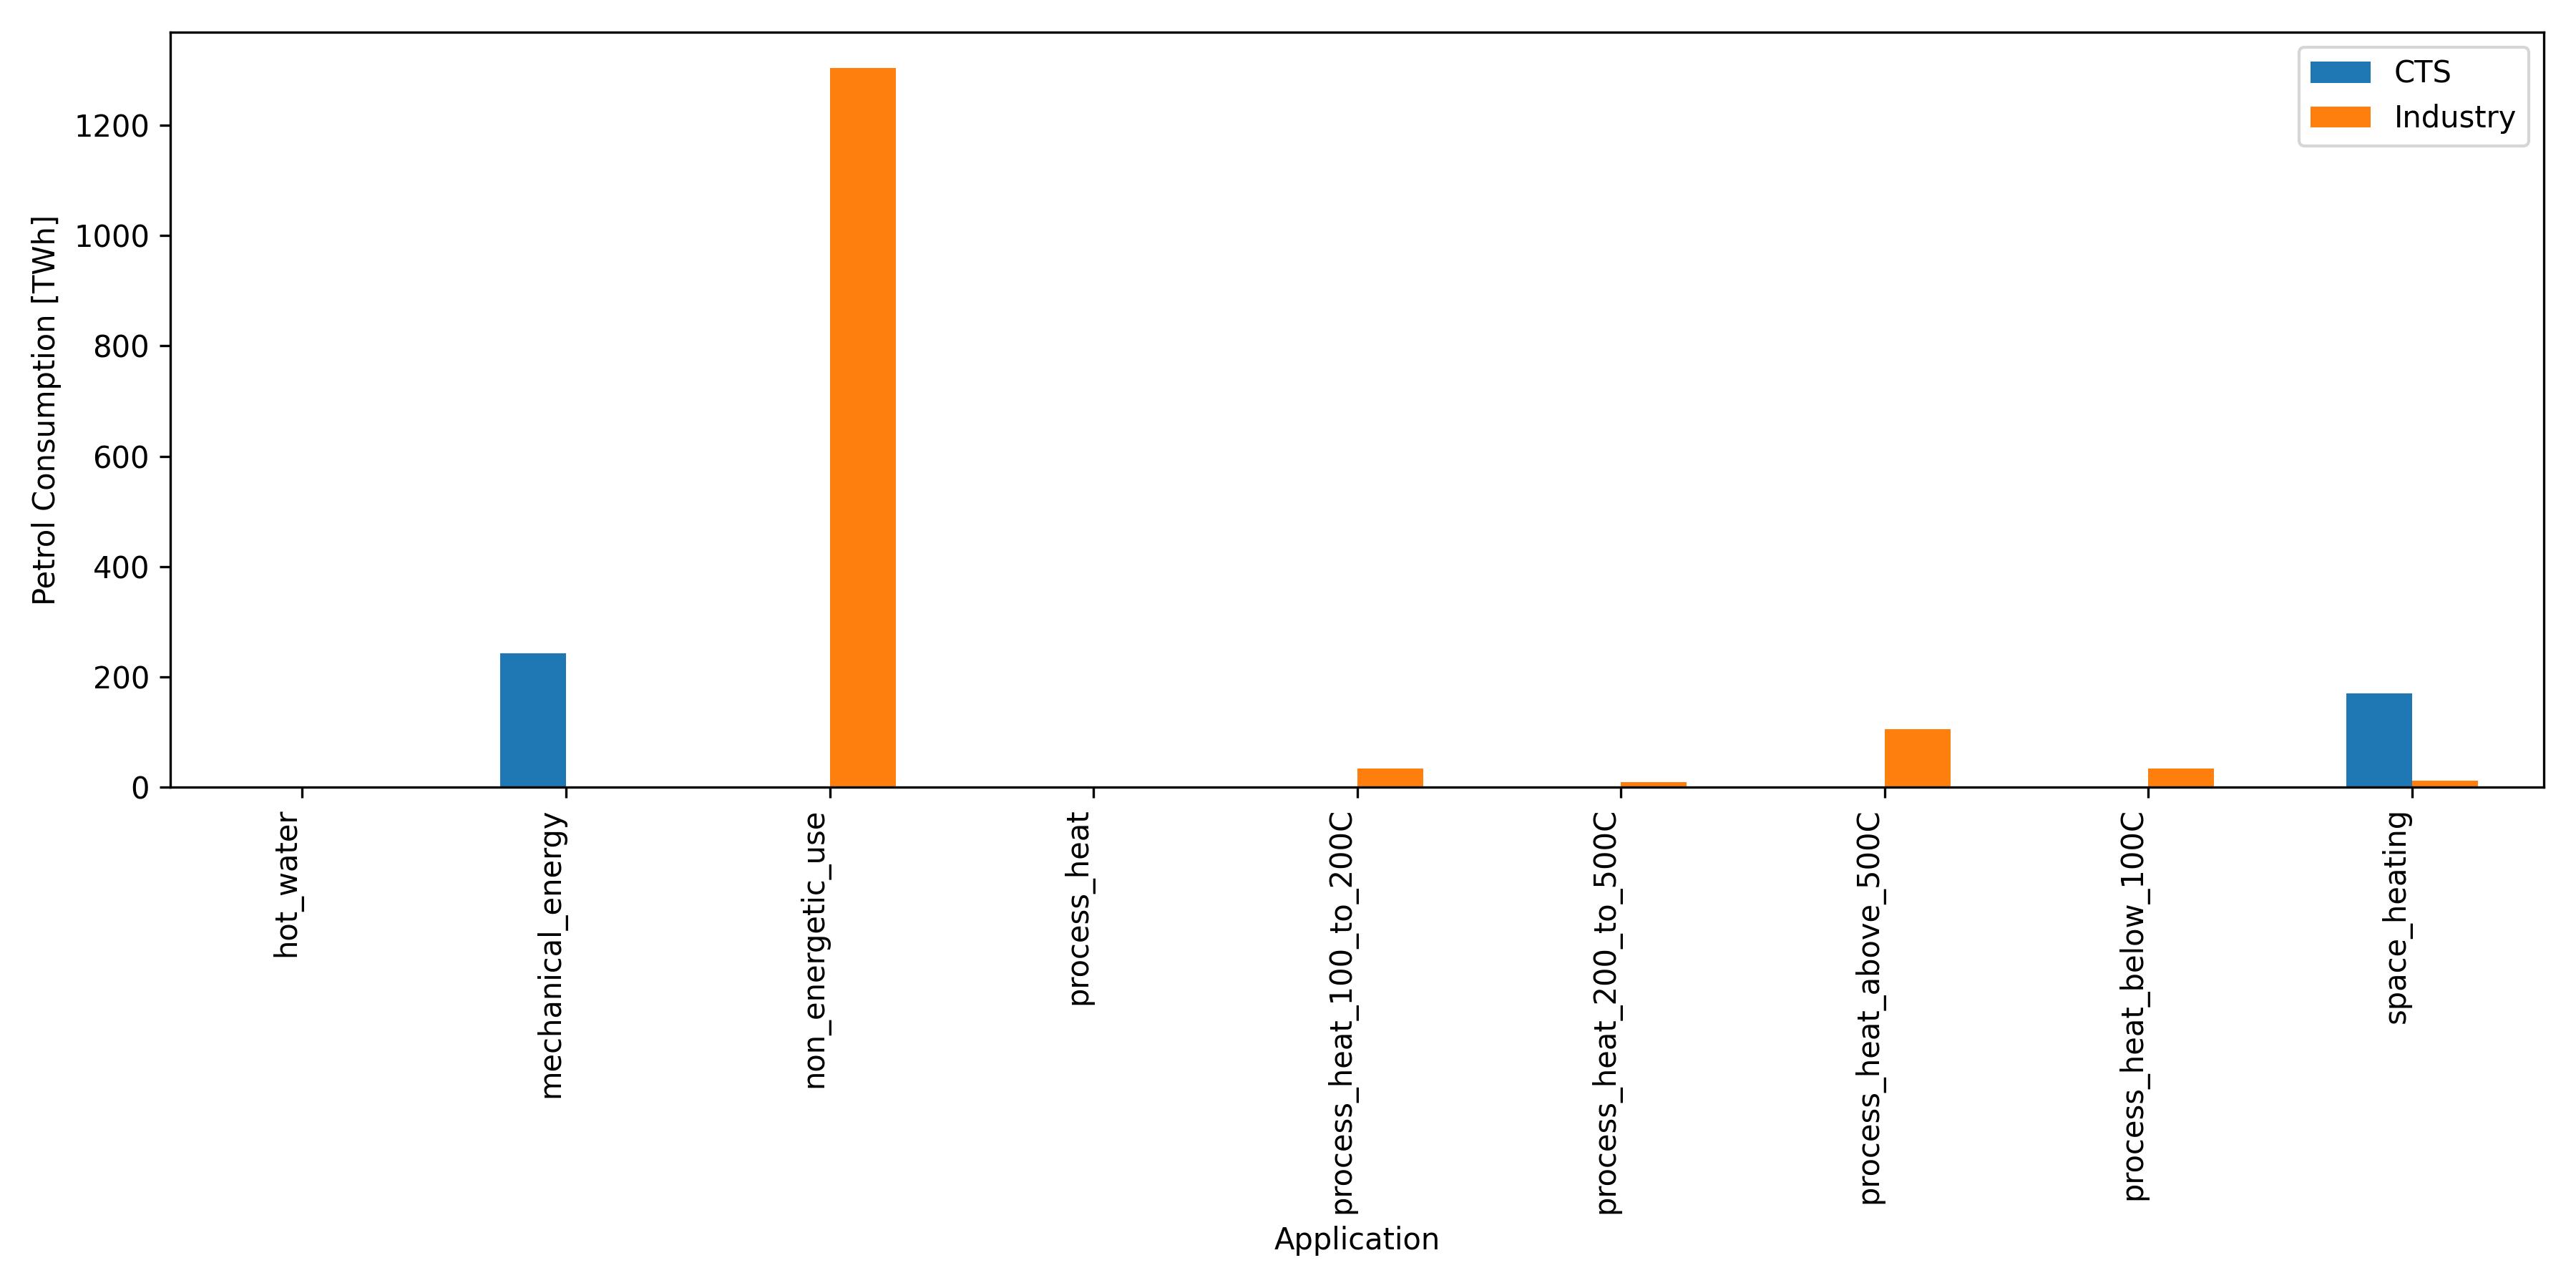 CTS
Industry
Petrol Consumption [TWh]
1200
1000
800
600
400
200
0
hot_water
mechanical_energy
non_energetic_use
process_heat
process_heat_100_to_200C
process_heat_200_to_500C
process_heat_above_500C
process_heat_below_100C
space_heating
Application